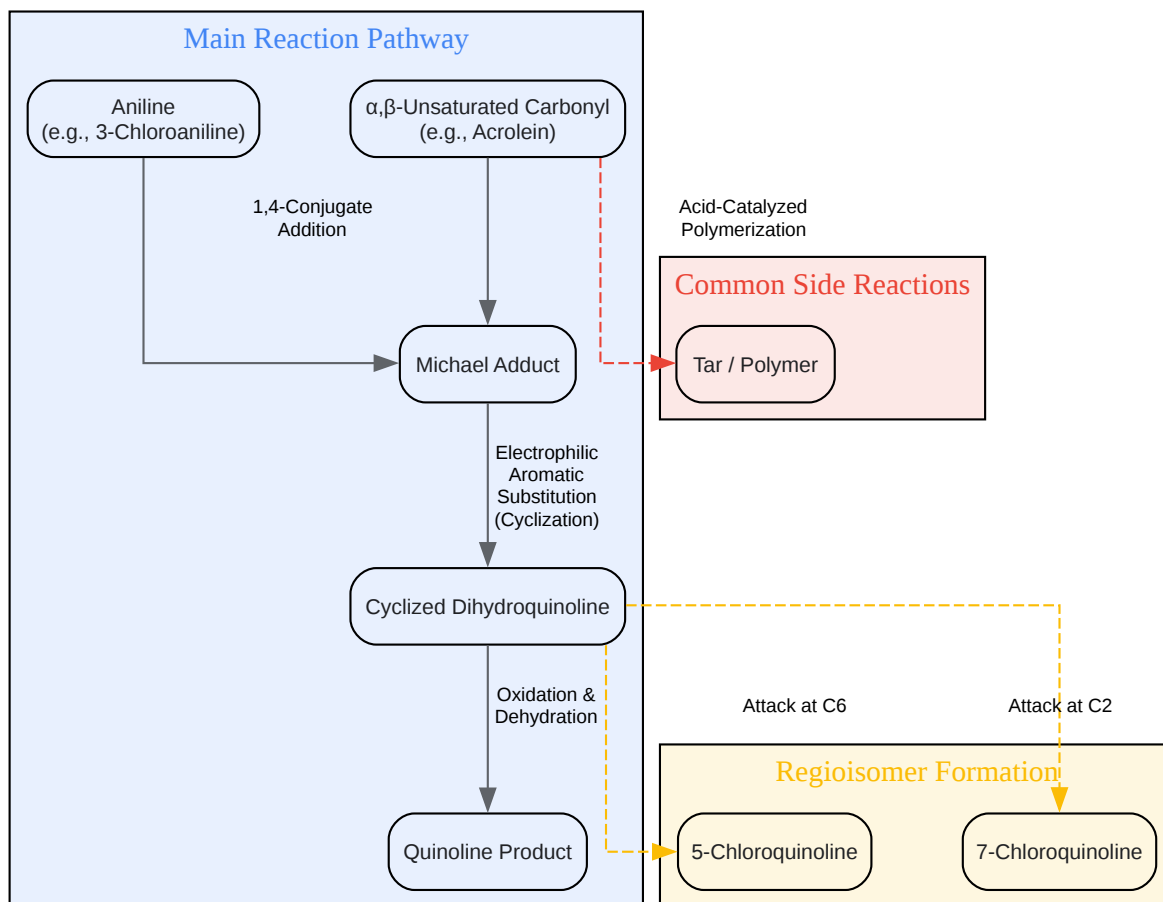 Main Reaction Pathway
Aniline
(e.g., 3-Chloroaniline)
α,β-Unsaturated Carbonyl
(e.g., Acrolein)
1,4-Conjugate
Addition
Acid-Catalyzed
Polymerization
Common Side Reactions
Michael Adduct
Tar / Polymer
Electrophilic
Aromatic
Substitution
(Cyclization)
Cyclized Dihydroquinoline
Oxidation &
Dehydration
Attack at C6
Attack at C2
Regioisomer Formation
Quinoline Product
5-Chloroquinoline
7-Chloroquinoline